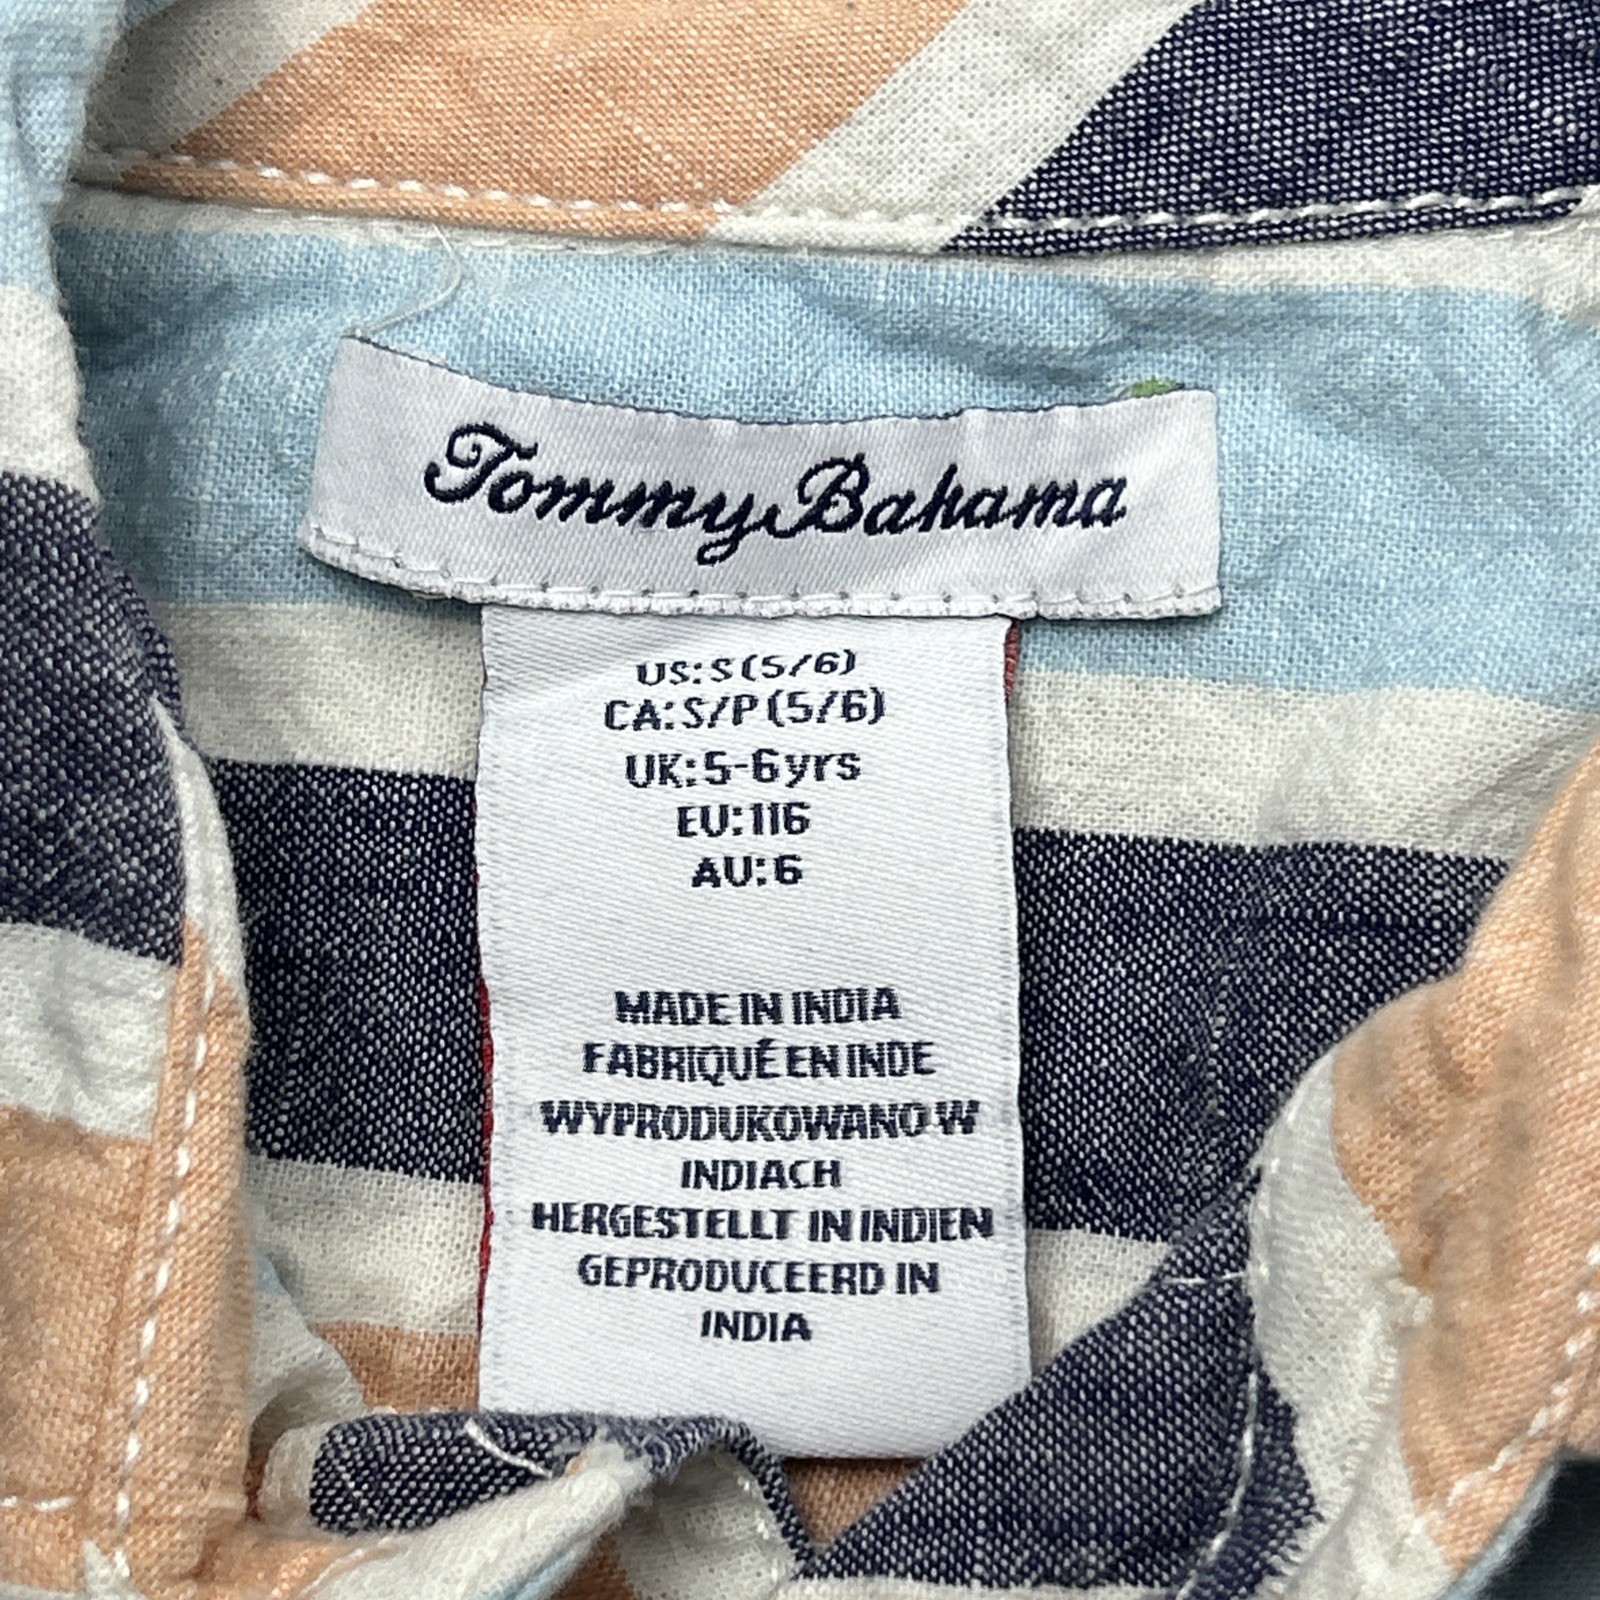 Tommy Bahama
US: S (5/6)
CA: S/P (5/6)
UK: 5-6yrs
EU: 116
AU: 6
MADE IN INDIA
FABRIQUÉ EN INDE
WYPRODUKOWANO W
INDIACH
HERGESTELLT IN INDIEN
GEPRODUCEERD IN
INDIA